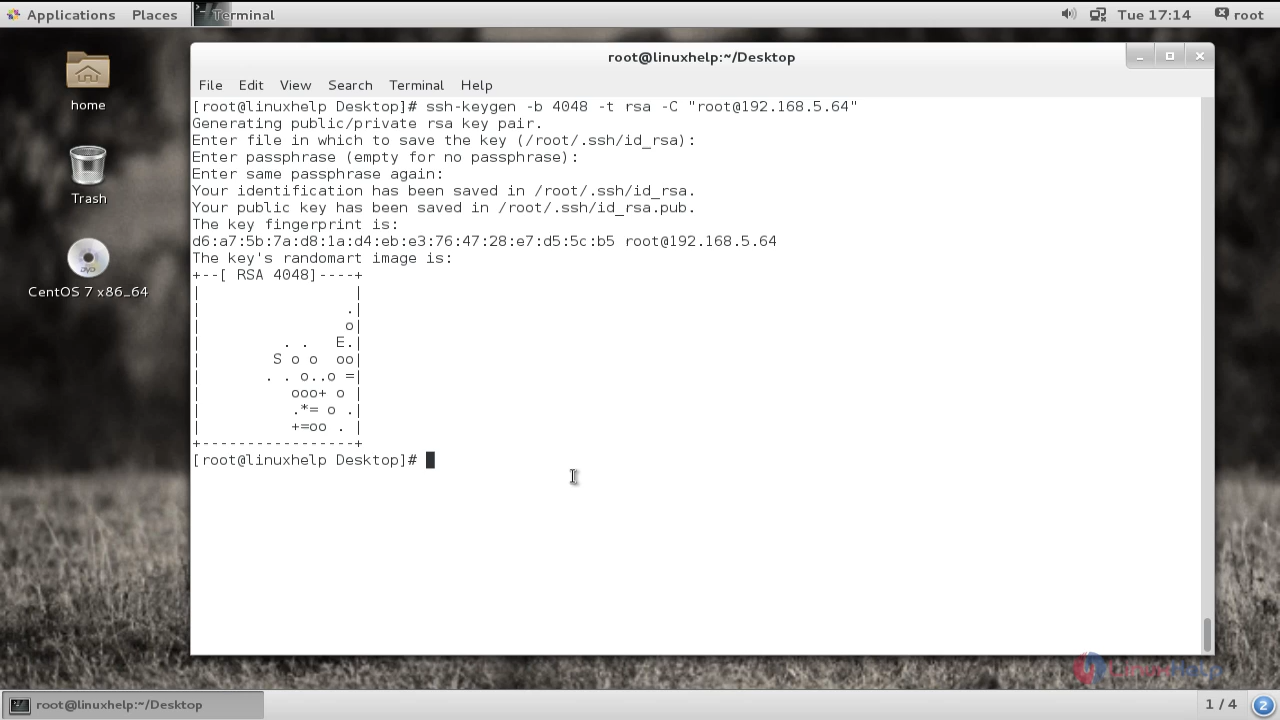 Applications Places Terminal Tue 17:14 root
root@linuxhelp:~/Desktop
File Edit View Search Terminal Help
home
Trash
CentOS 7 x86_64
[root@linuxhelp Desktop]# ssh-keygen -b 4048 -t rsa -C "root@192.168.5.64"
Generating public/private rsa key pair.
Enter file in which to save the key (/root/.ssh/id_rsa):
Enter passphrase (empty for no passphrase):
Enter same passphrase again:
Your identification has been saved in /root/.ssh/id_rsa.
Your public key has been saved in /root/.ssh/id_rsa.pub.
The key fingerprint is:
d6:a7:5b:7a:d8:1a:d4:eb:e3:76:47:28:e7:d5:5c:b5 root@192.168.5.64
The key's randomart image is:
+--[ RSA 4048]----+
|                 |
|                .|
|                o|
|         . .   E.|
|        S o o  oo|
|       . . o..o =|
|          ooo+ o |
|          .*= o .|
|          +=oo . |
+-----------------+
[root@linuxhelp Desktop]#
LinuxHelp
root@linuxhelp:~/Desktop 1 / 4 2